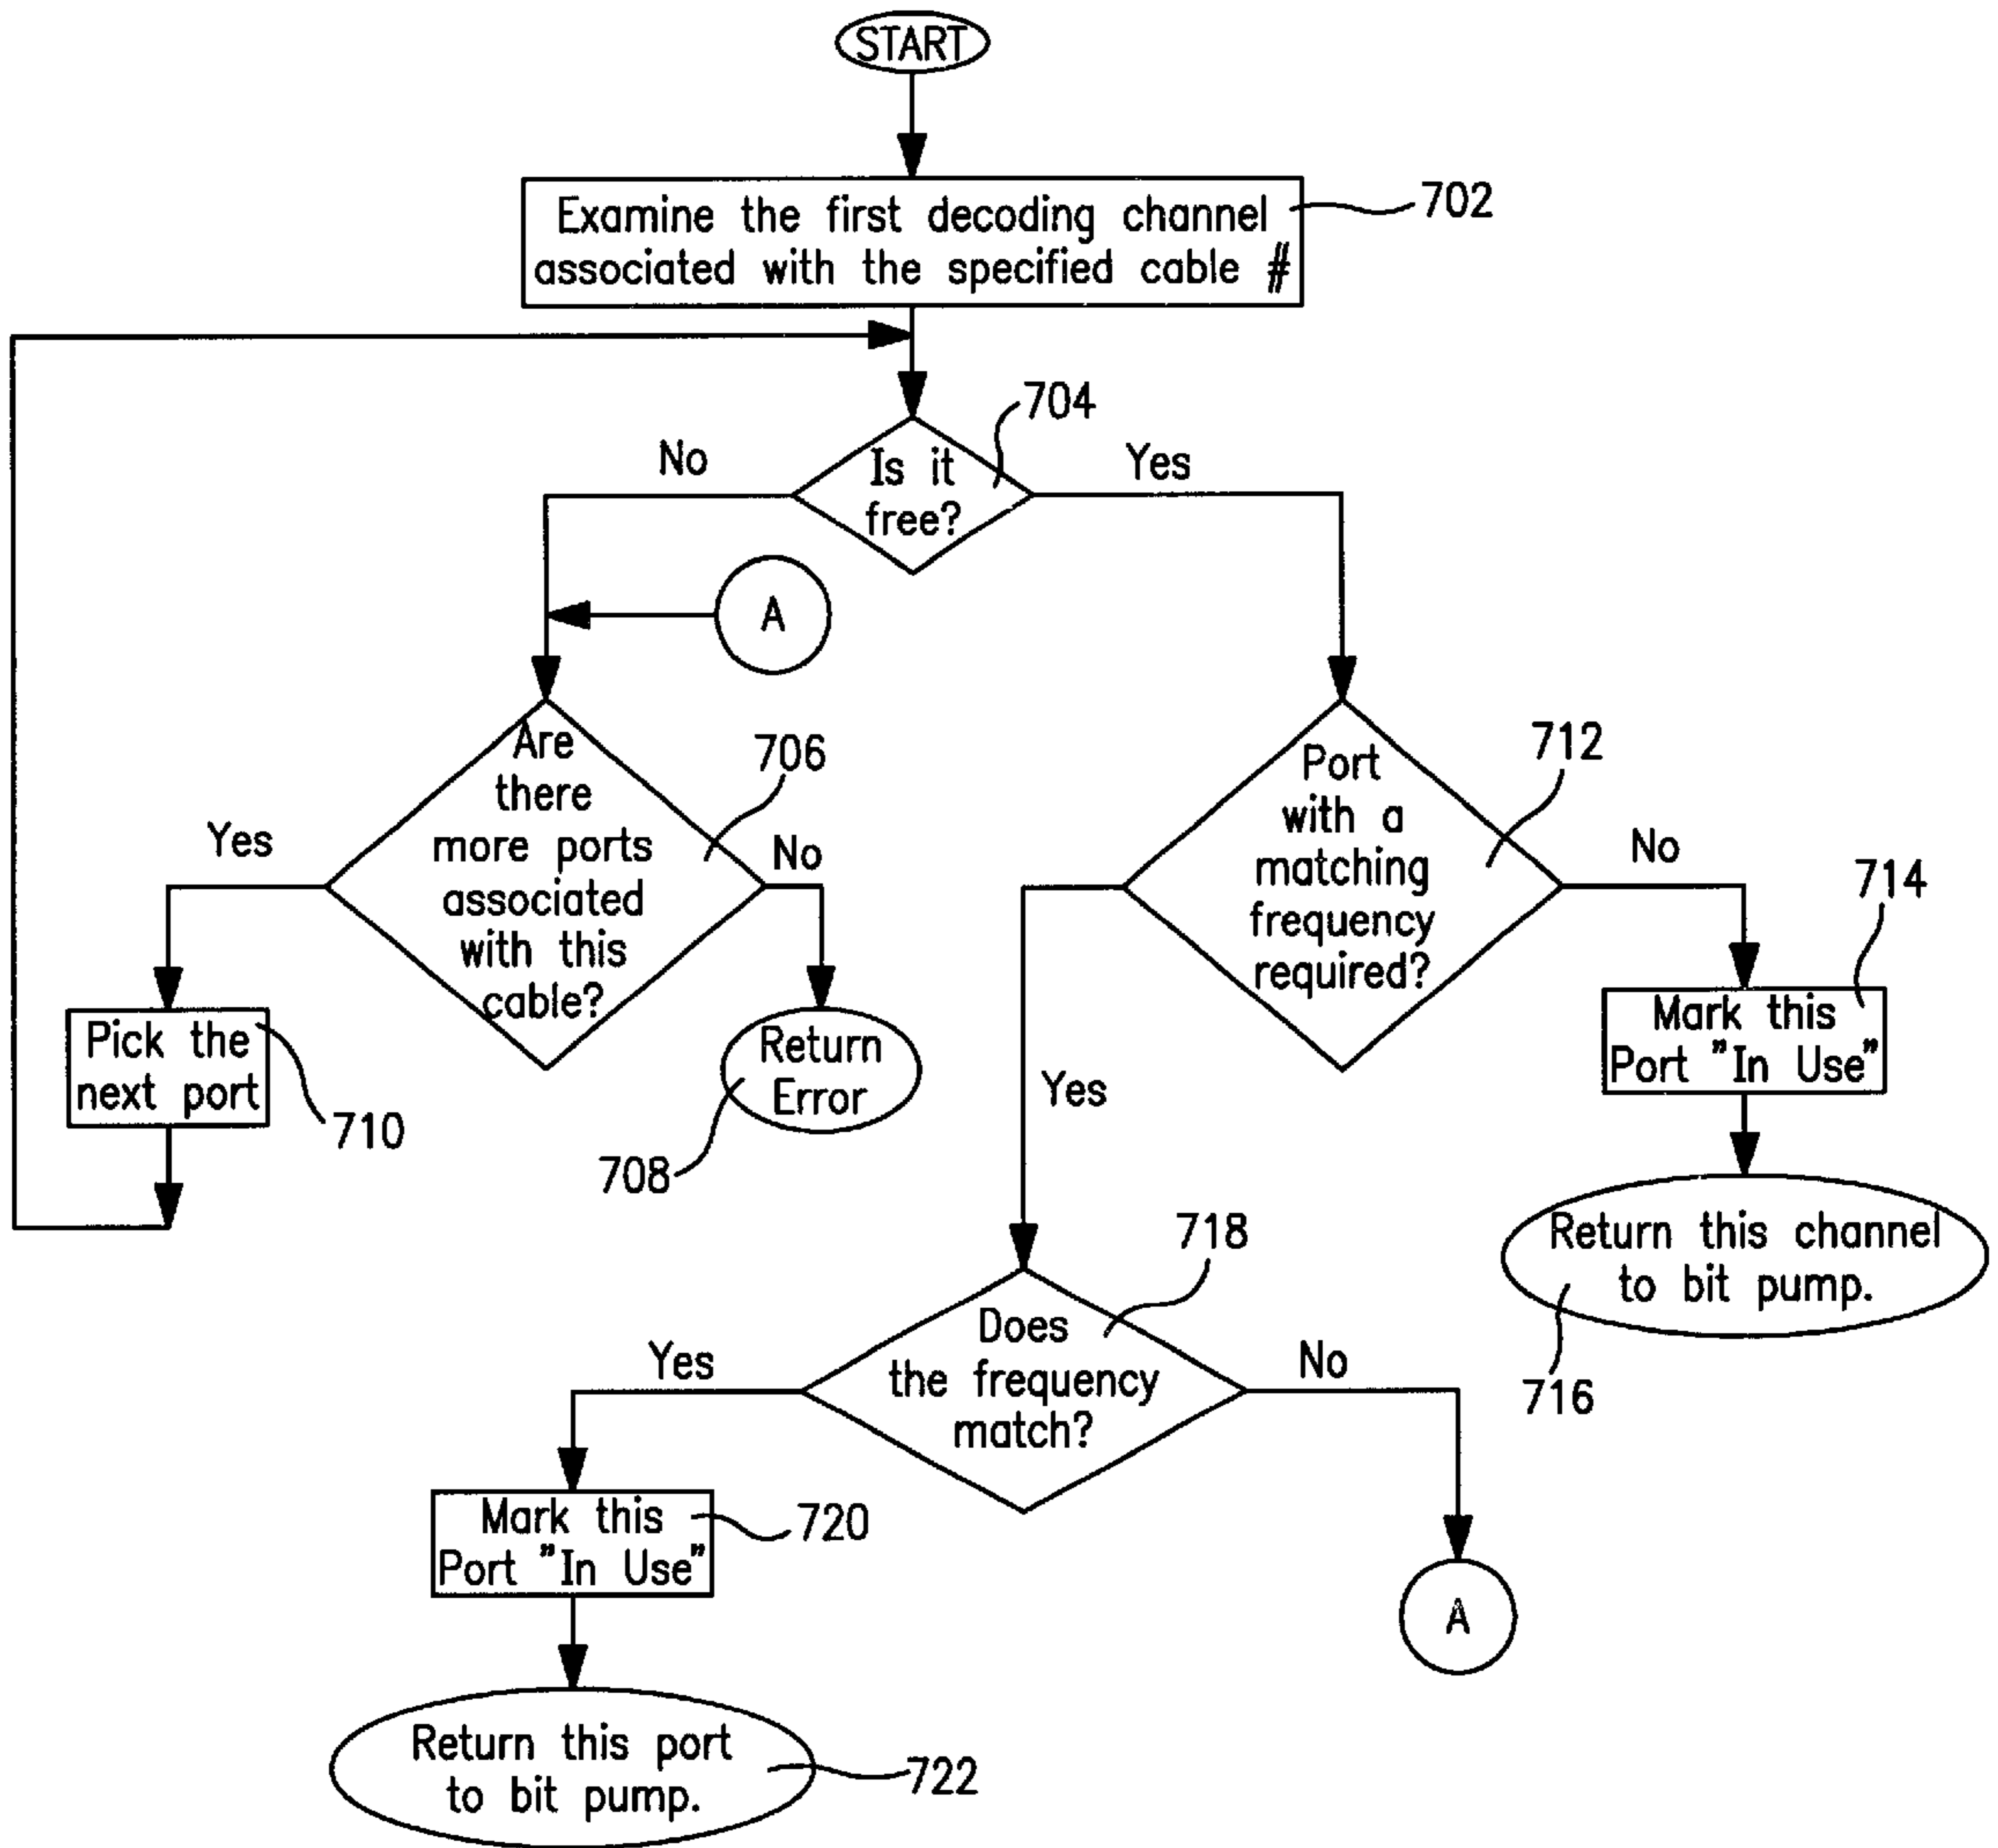 START
Examine the first decoding channel
associated with the specified cable #
702
704
No
Is it
free?
Yes
A
Are
there
more ports
associated
with this
cable?
706
Yes
No
Port
with a
matching
frequency
required?
712
No
714
Mark this
Port "In Use"
Pick the
next port
710
Return
Error
708
Yes
Return this channel
to bit pump.
716
718
Does
the frequency
match?
Yes
No
Mark this
Port "In Use"
720
A
Return this port
to bit pump.
722